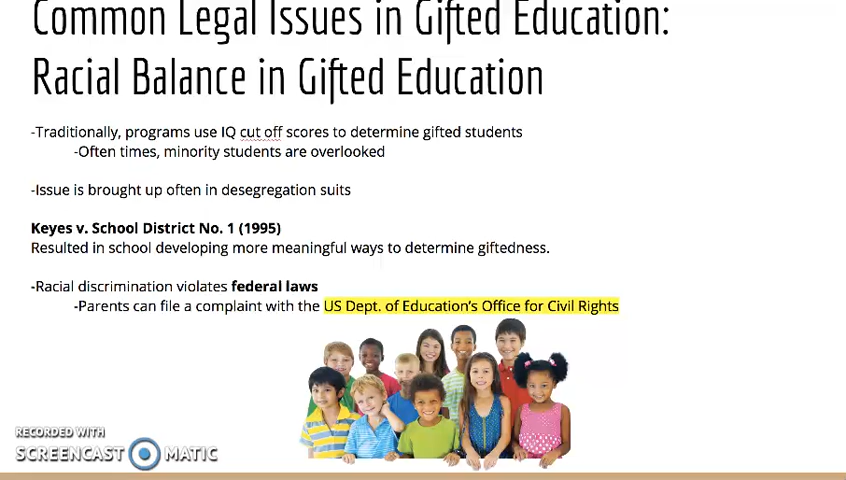 Common Legal Issues in Gifted Education:
Racial Balance in Gifted Education
-Traditionally, programs use IQ cut off scores to determine gifted students
-Often times, minority students are overlooked
-Issue is brought up often in desegregation suits
Keyes v. School District No. 1 (1995)
Resulted in school developing more meaningful ways to determine giftedness.
-Racial discrimination violates federal laws
-Parents can file a complaint with the US Dept. of Education's Office for Civil Rights
RECORDED WITH
SCREENCAST MATIC